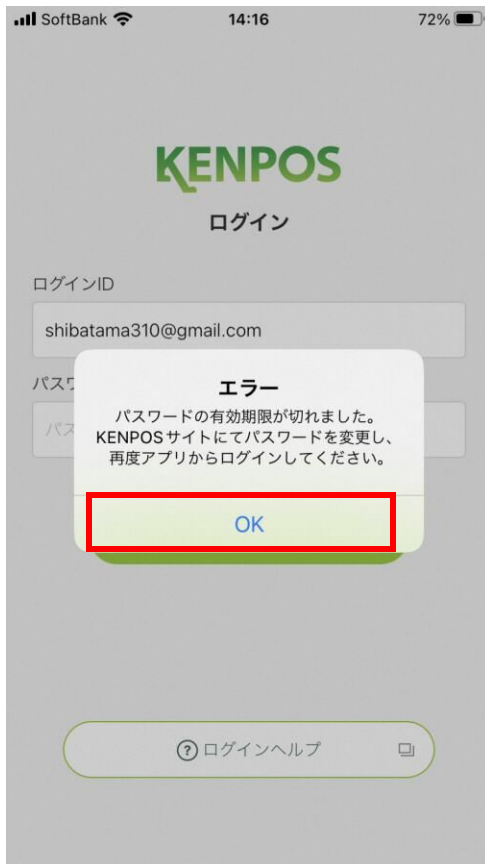 SoftBank 14:16 72%
KENPOS
ログイン
ログインID
shibatama310@gmail.com
パスワ
パス
エラー
パスワードの有効期限が切れました。
KENPOSサイトにてパスワードを変更し、
再度アプリからログインしてください。
OK
?ログインヘルプ